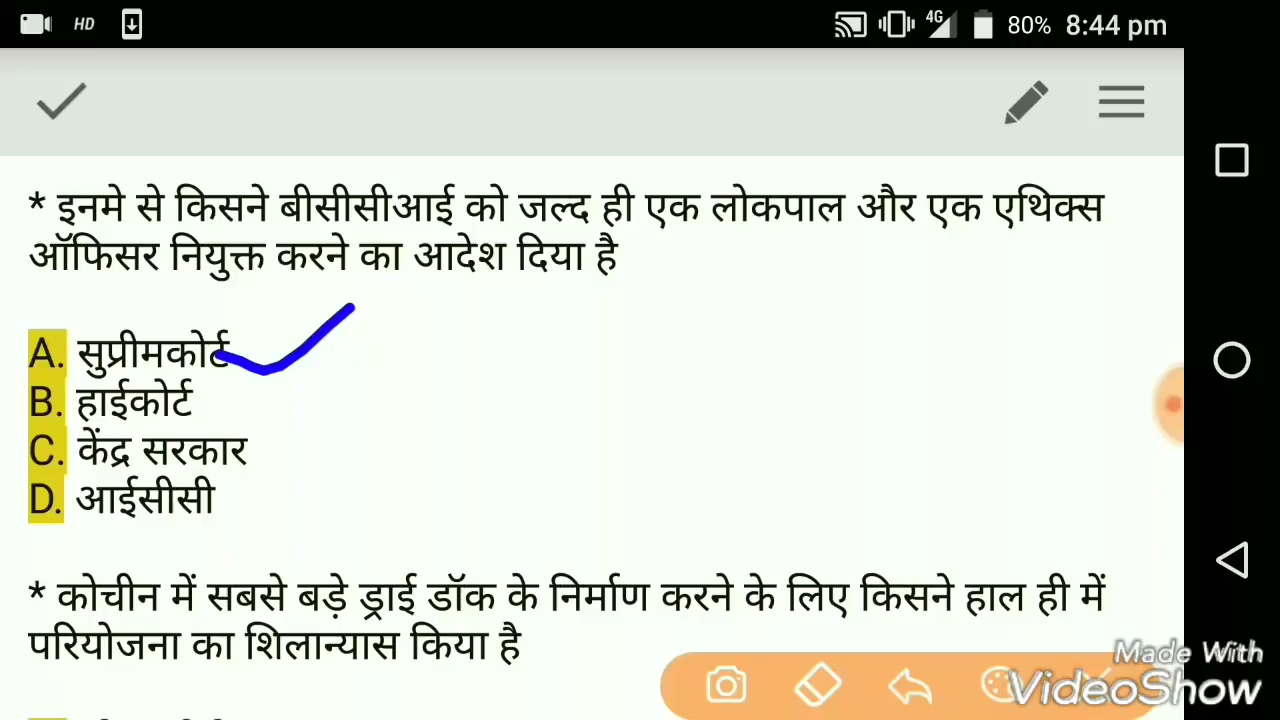 HD
4G
80% 8:44 pm
* इनमे से किसने बीसीसीआई को जल्द ही एक लोकपाल और एक एथिक्स
ऑफिसर नियुक्त करने का आदेश दिया है
A. सुप्रीमकोर्ट
B. हाईकोर्ट
C. केंद्र सरकार
D. आईसीसी
* कोचीन में सबसे बड़े ड्राई डॉक के निर्माण करने के लिए किसने हाल ही में
परियोजना का शिलान्यास किया है
Made With
VideoShow